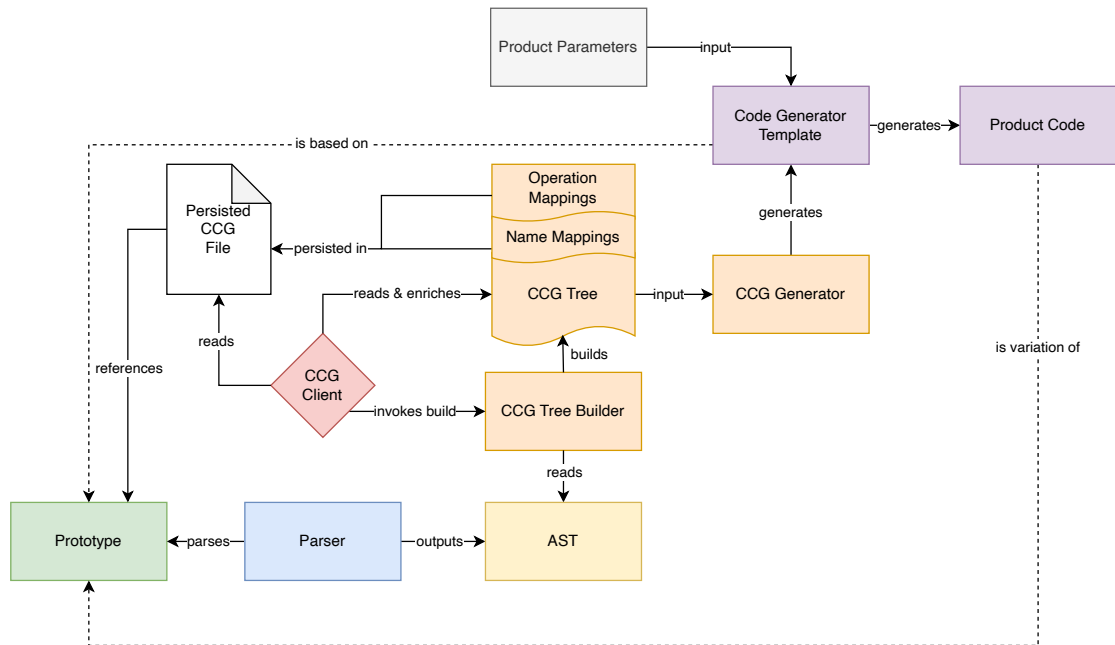 Product Parameters
input
Code Generator
Template
generates
Product Code
is based on
Operation
Mappings
Persisted
CCG
File
generates
persisted in
Name Mappings
reads & enriches
CCG Tree
input
CCG Generator
reads
builds
is variation of
references
CCG
Client
invokes build
CCG Tree Builder
reads
Prototype
parses
Parser
outputs
AST